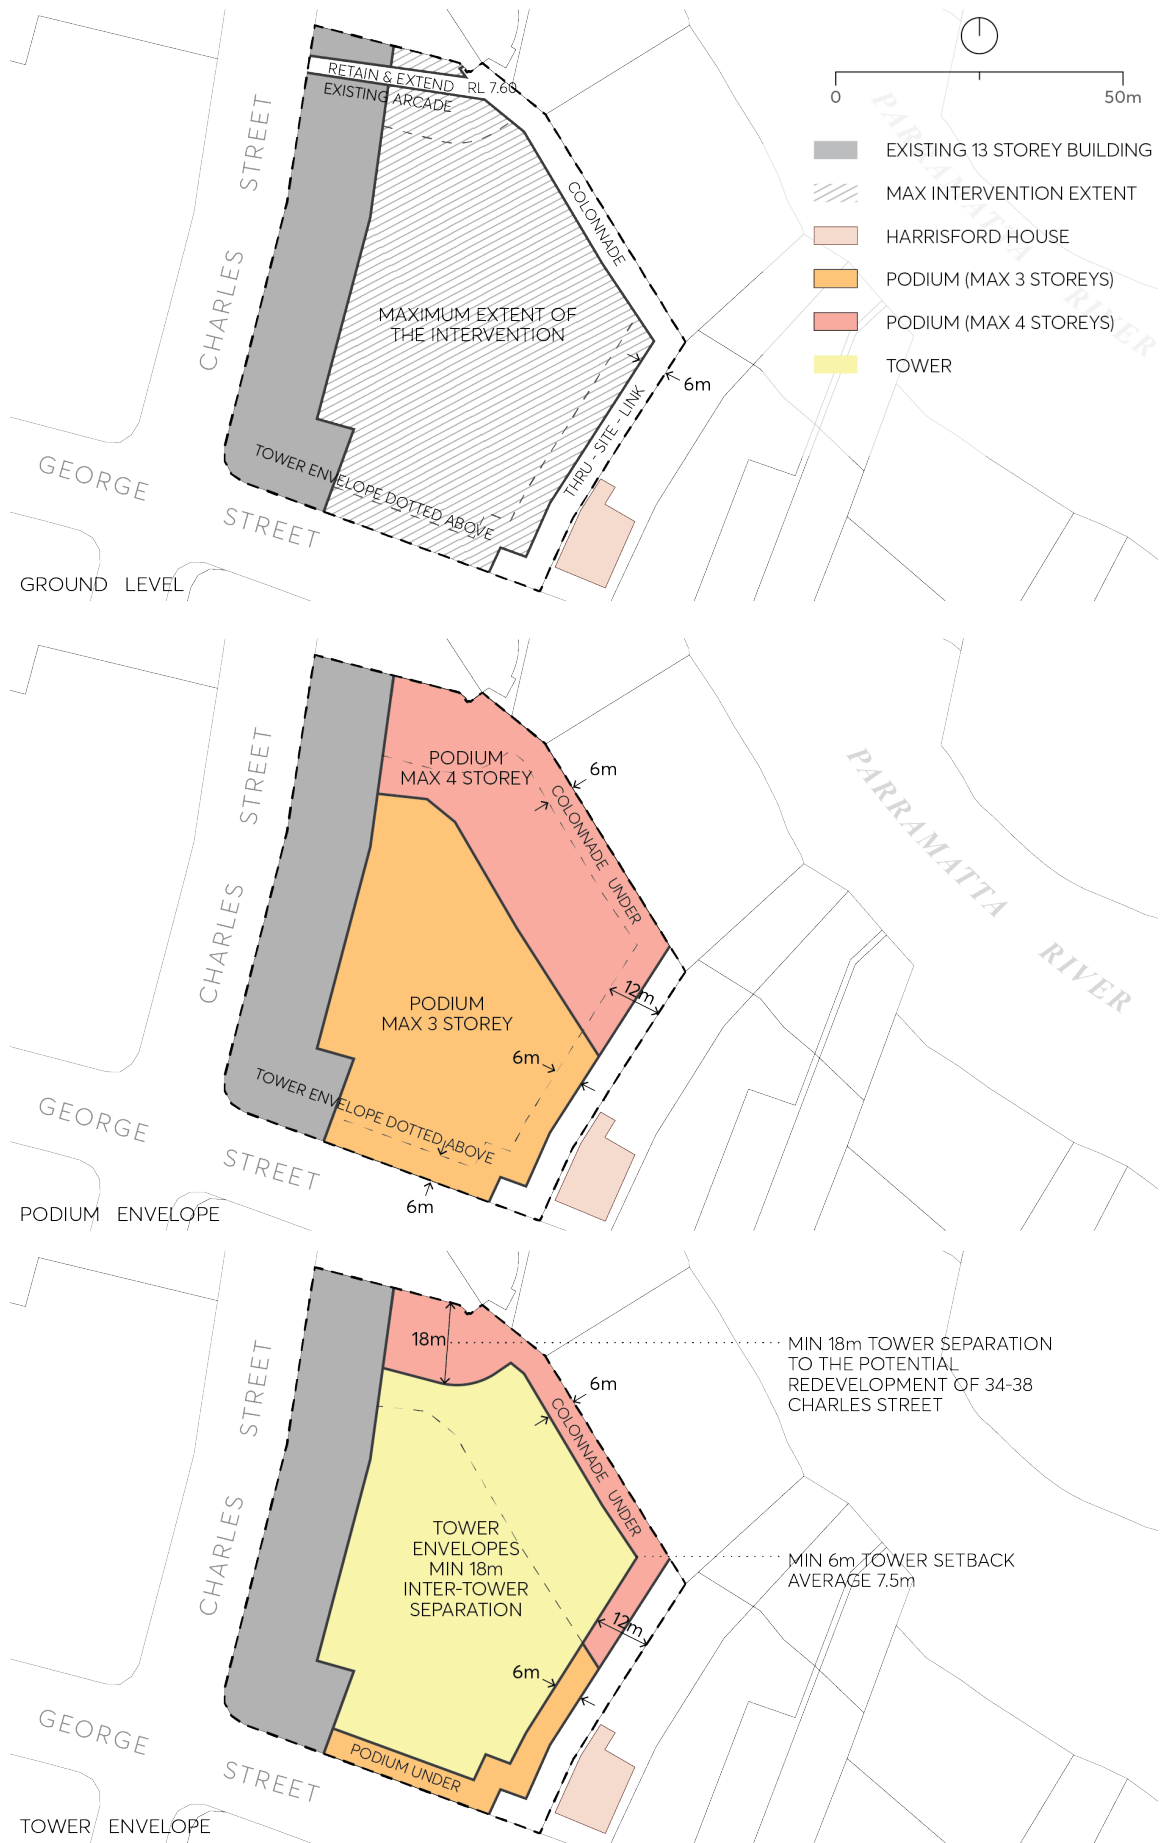 RETAIN & EXTEND
EXISTING ARCADE
RL 7.60
COLONNADE
MAXIMUM EXTENT OF
THE INTERVENTION
THRU - SITE - LINK
6m
TOWER ENVELOPE DOTTED ABOVE
CHARLES STREET
GEORGE STREET
GROUND LEVEL
0 50m
EXISTING 13 STOREY BUILDING
MAX INTERVENTION EXTENT
HARRISFORD HOUSE
PODIUM (MAX 3 STOREYS)
PODIUM (MAX 4 STOREYS)
TOWER
PARRAMATTA RIVER
PODIUM
MAX 4 STOREY
6m
COLONNADE UNDER
12m
PODIUM
MAX 3 STOREY
6m
TOWER ENVELOPE DOTTED ABOVE
6m
CHARLES STREET
GEORGE STREET
PARRAMATTA RIVER
PODIUM ENVELOPE
18m
MIN 18m TOWER SEPARATION
TO THE POTENTIAL
REDEVELOPMENT OF 34-38
CHARLES STREET
6m
COLONNADE UNDER
TOWER
ENVELOPES
MIN 18m
INTER-TOWER
SEPARATION
MIN 6m TOWER SETBACK
AVERAGE 7.5m
12m
6m
PODIUM UNDER
CHARLES STREET
GEORGE STREET
TOWER ENVELOPE